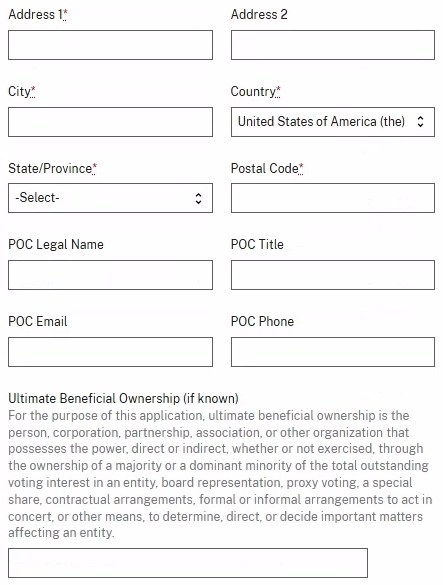 Address 1*
Address 2
City*
Country*
United States of America (the)
State/Province*
Postal Code*
-Select-
POC Legal Name
POC Title
POC Email
POC Phone
Ultimate Beneficial Ownership (if known)
For the purpose of this application, ultimate beneficial ownership is the
person, corporation, partnership, association, or other organization that
possesses the power, direct or indirect, whether or not exercised, through
the ownership of a majority or a dominant minority of the total outstanding
voting interest in an entity, board representation, proxy voting, a special
share, contractual arrangements, formal or informal arrangements to act in
concert, or other means, to determine, direct, or decide important matters
affecting an entity.